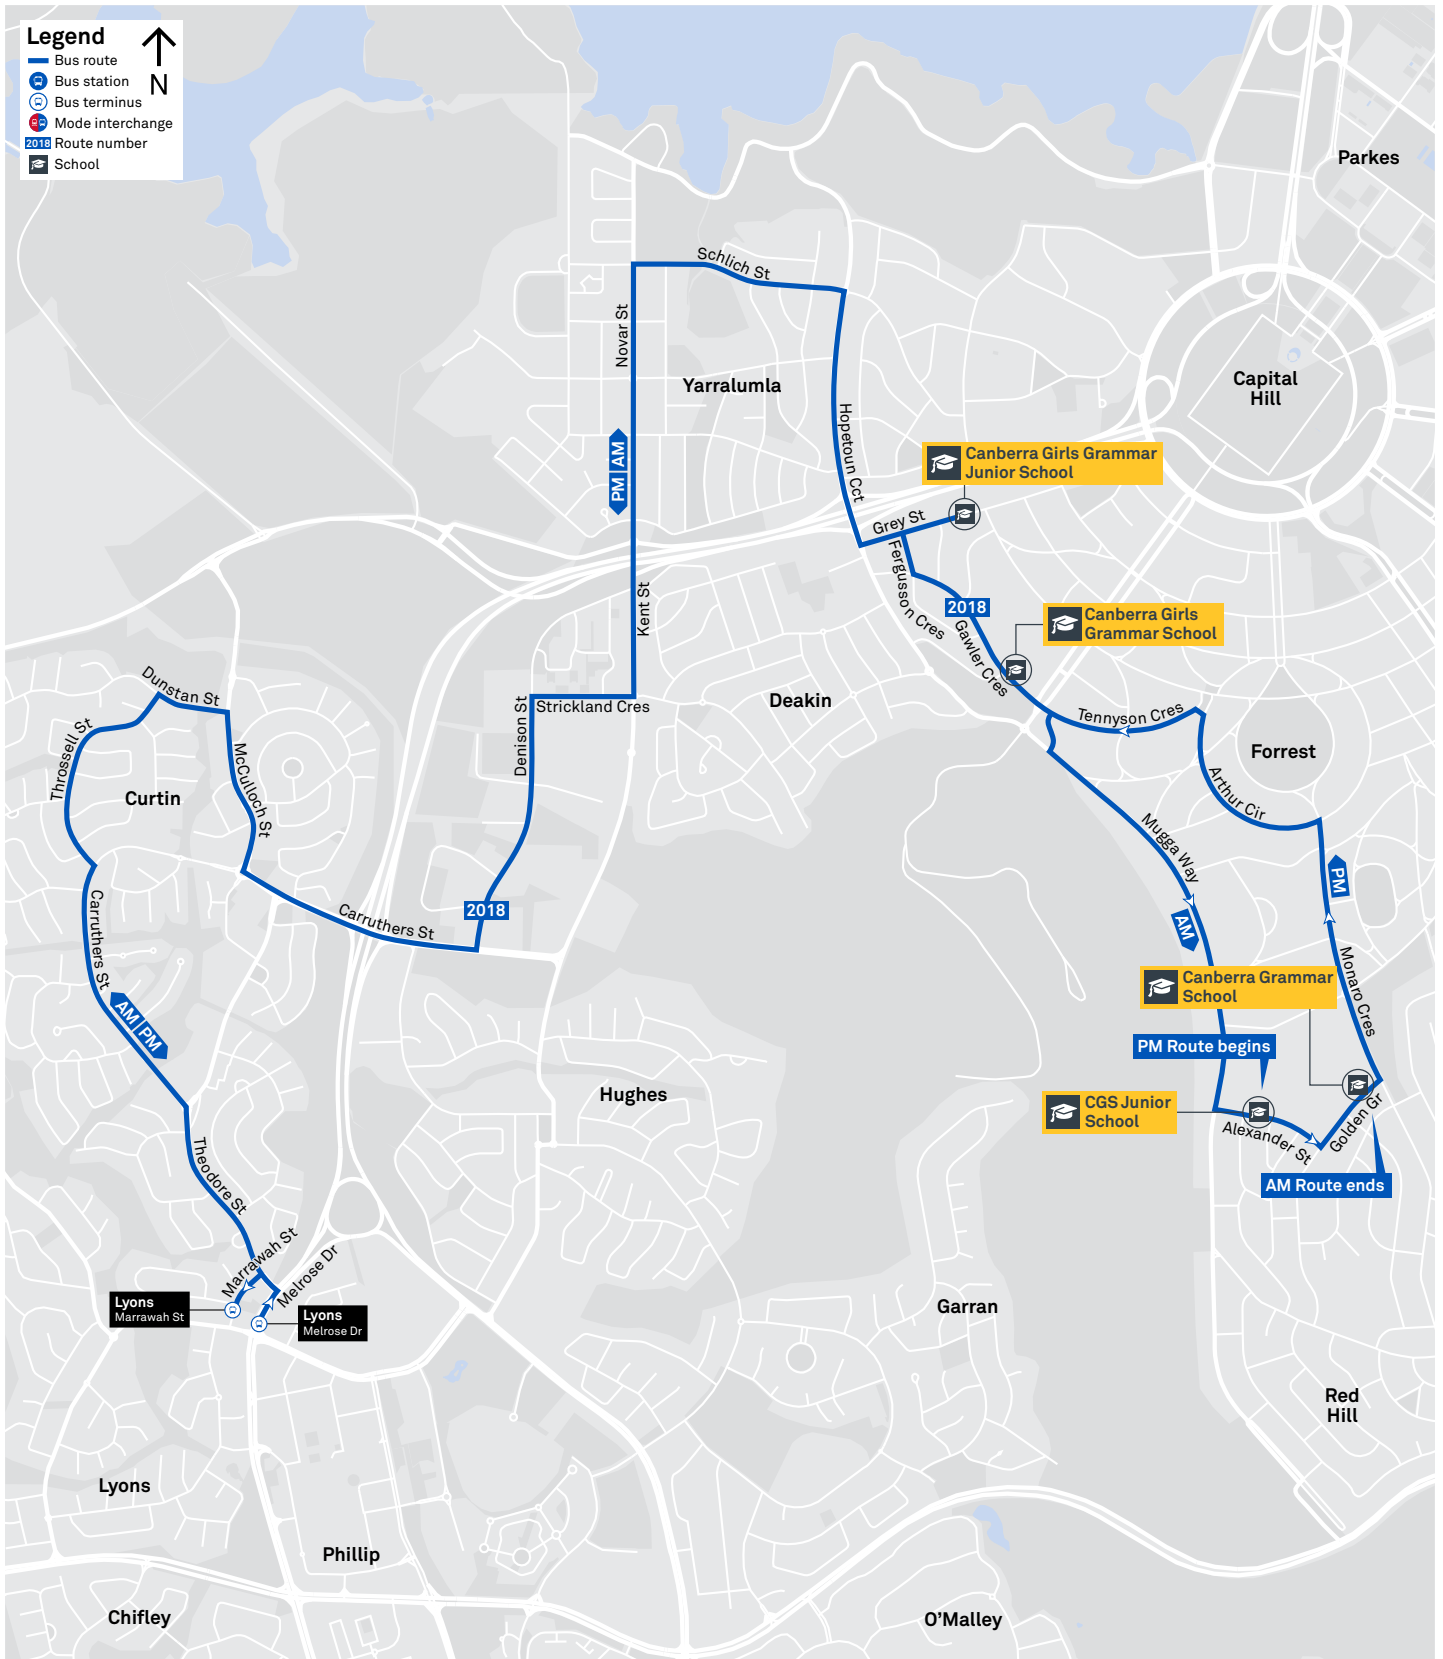 Legend
N
Bus route
Bus station
Bus terminus
Mode interchange
2018 Route number
School
Parkes
Schlich St
Novar St
Yarralumla
Capital
Hill
Hopetoun Cct
PM | AM
Canberra Girls Grammar
Junior School
Grey St
Fergusson Cres
2018
Gawler Cres
Canberra Girls
Grammar School
Kent St
Dunstan St
Denison St
Strickland Cres
Deakin
Tennyson Cres
Throssell St
McCulloch St
Forrest
Curtin
Arthur Cir
Mugga Way
PM
Carruthers St
2018
Carruthers St
AM
Monaro Cres
Canberra Grammar
School
AM | PM
PM Route begins
Hughes
CGS Junior
School
Alexander St
Golden Gr
Theodore St
AM Route ends
Marrawah St
Melrose Dr
Lyons
Marrawah St
Lyons
Melrose Dr
Garran
Red
Hill
Lyons
Phillip
Chifley
O'Malley